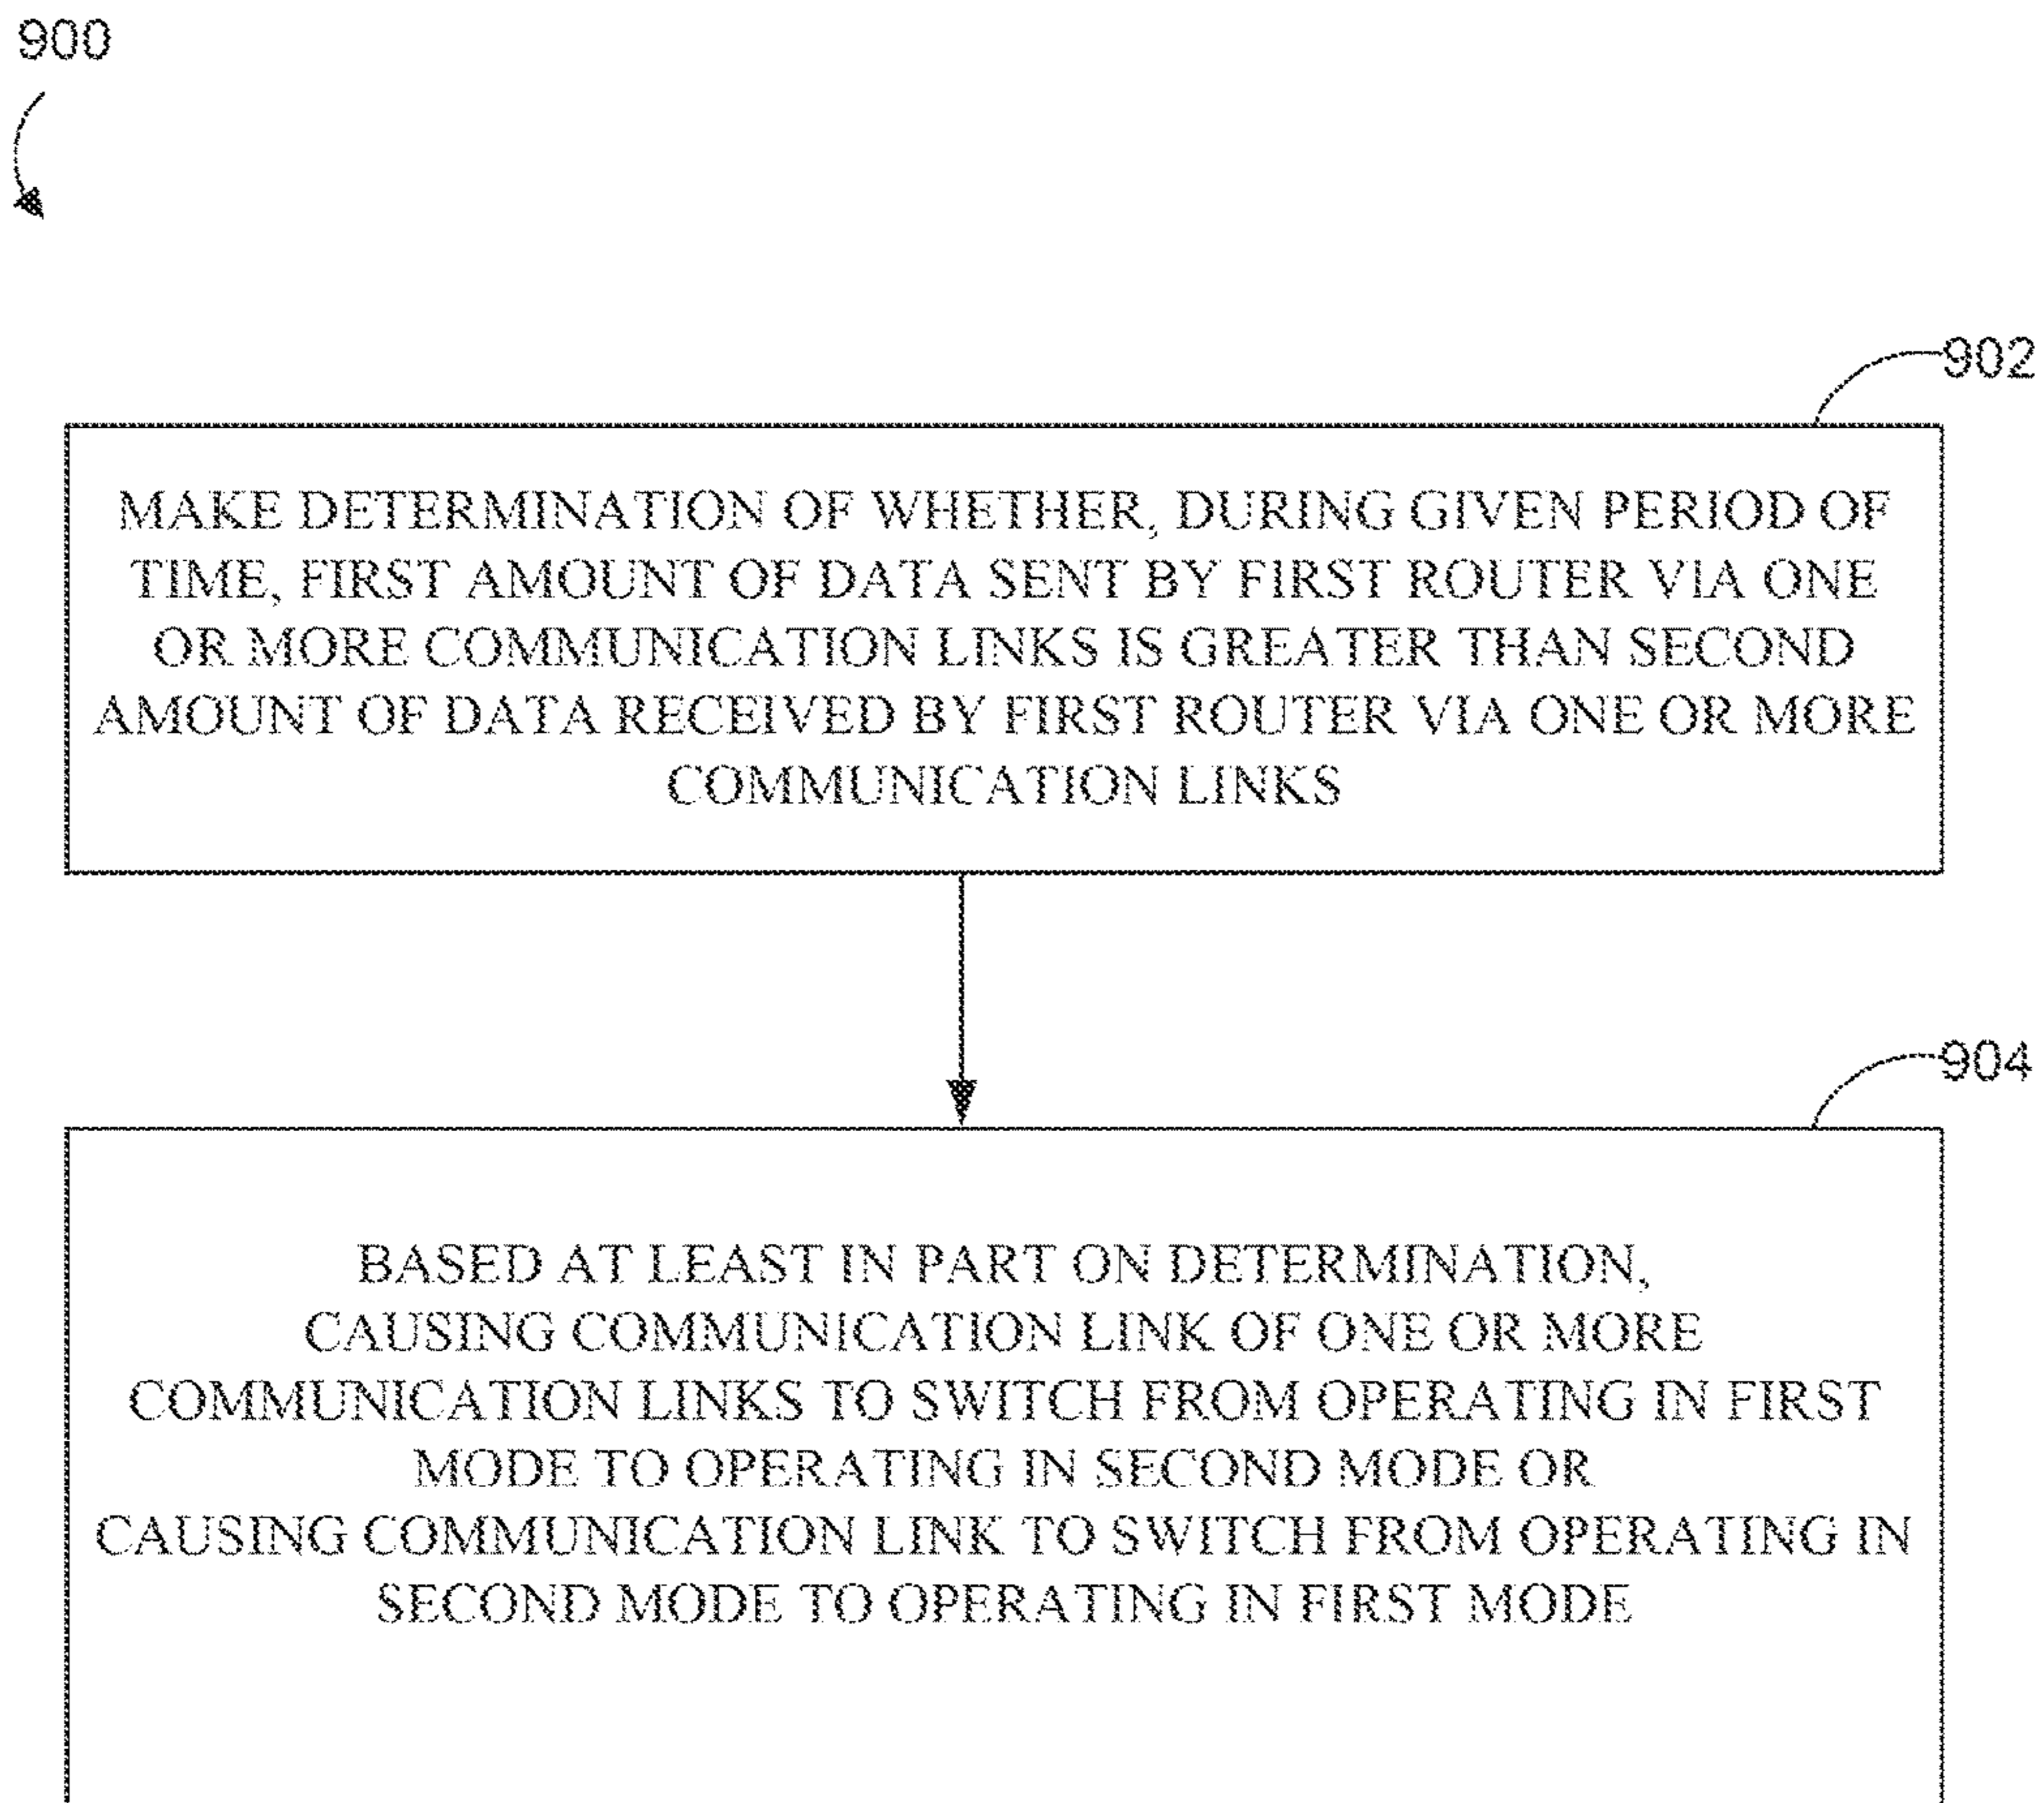 900
902
MAKE DETERMINATION OF WHETHER, DURING GIVEN PERIOD OF
TIME, FIRST AMOUNT OF DATA SENT BY FIRST ROUTER VIA ONE
OR MORE COMMUNICATION LINKS IS GREATER THAN SECOND
AMOUNT OF DATA RECEIVED BY FIRST ROUTER VIA ONE OR MORE
COMMUNICATION LINKS
904
BASED AT LEAST IN PART ON DETERMINATION,
CAUSING COMMUNICATION LINK OF ONE OR MORE
COMMUNICATION LINKS TO SWITCH FROM OPERATING IN FIRST
MODE TO OPERATING IN SECOND MODE OR
CAUSING COMMUNICATION LINK TO SWITCH FROM OPERATING IN
SECOND MODE TO OPERATING IN FIRST MODE